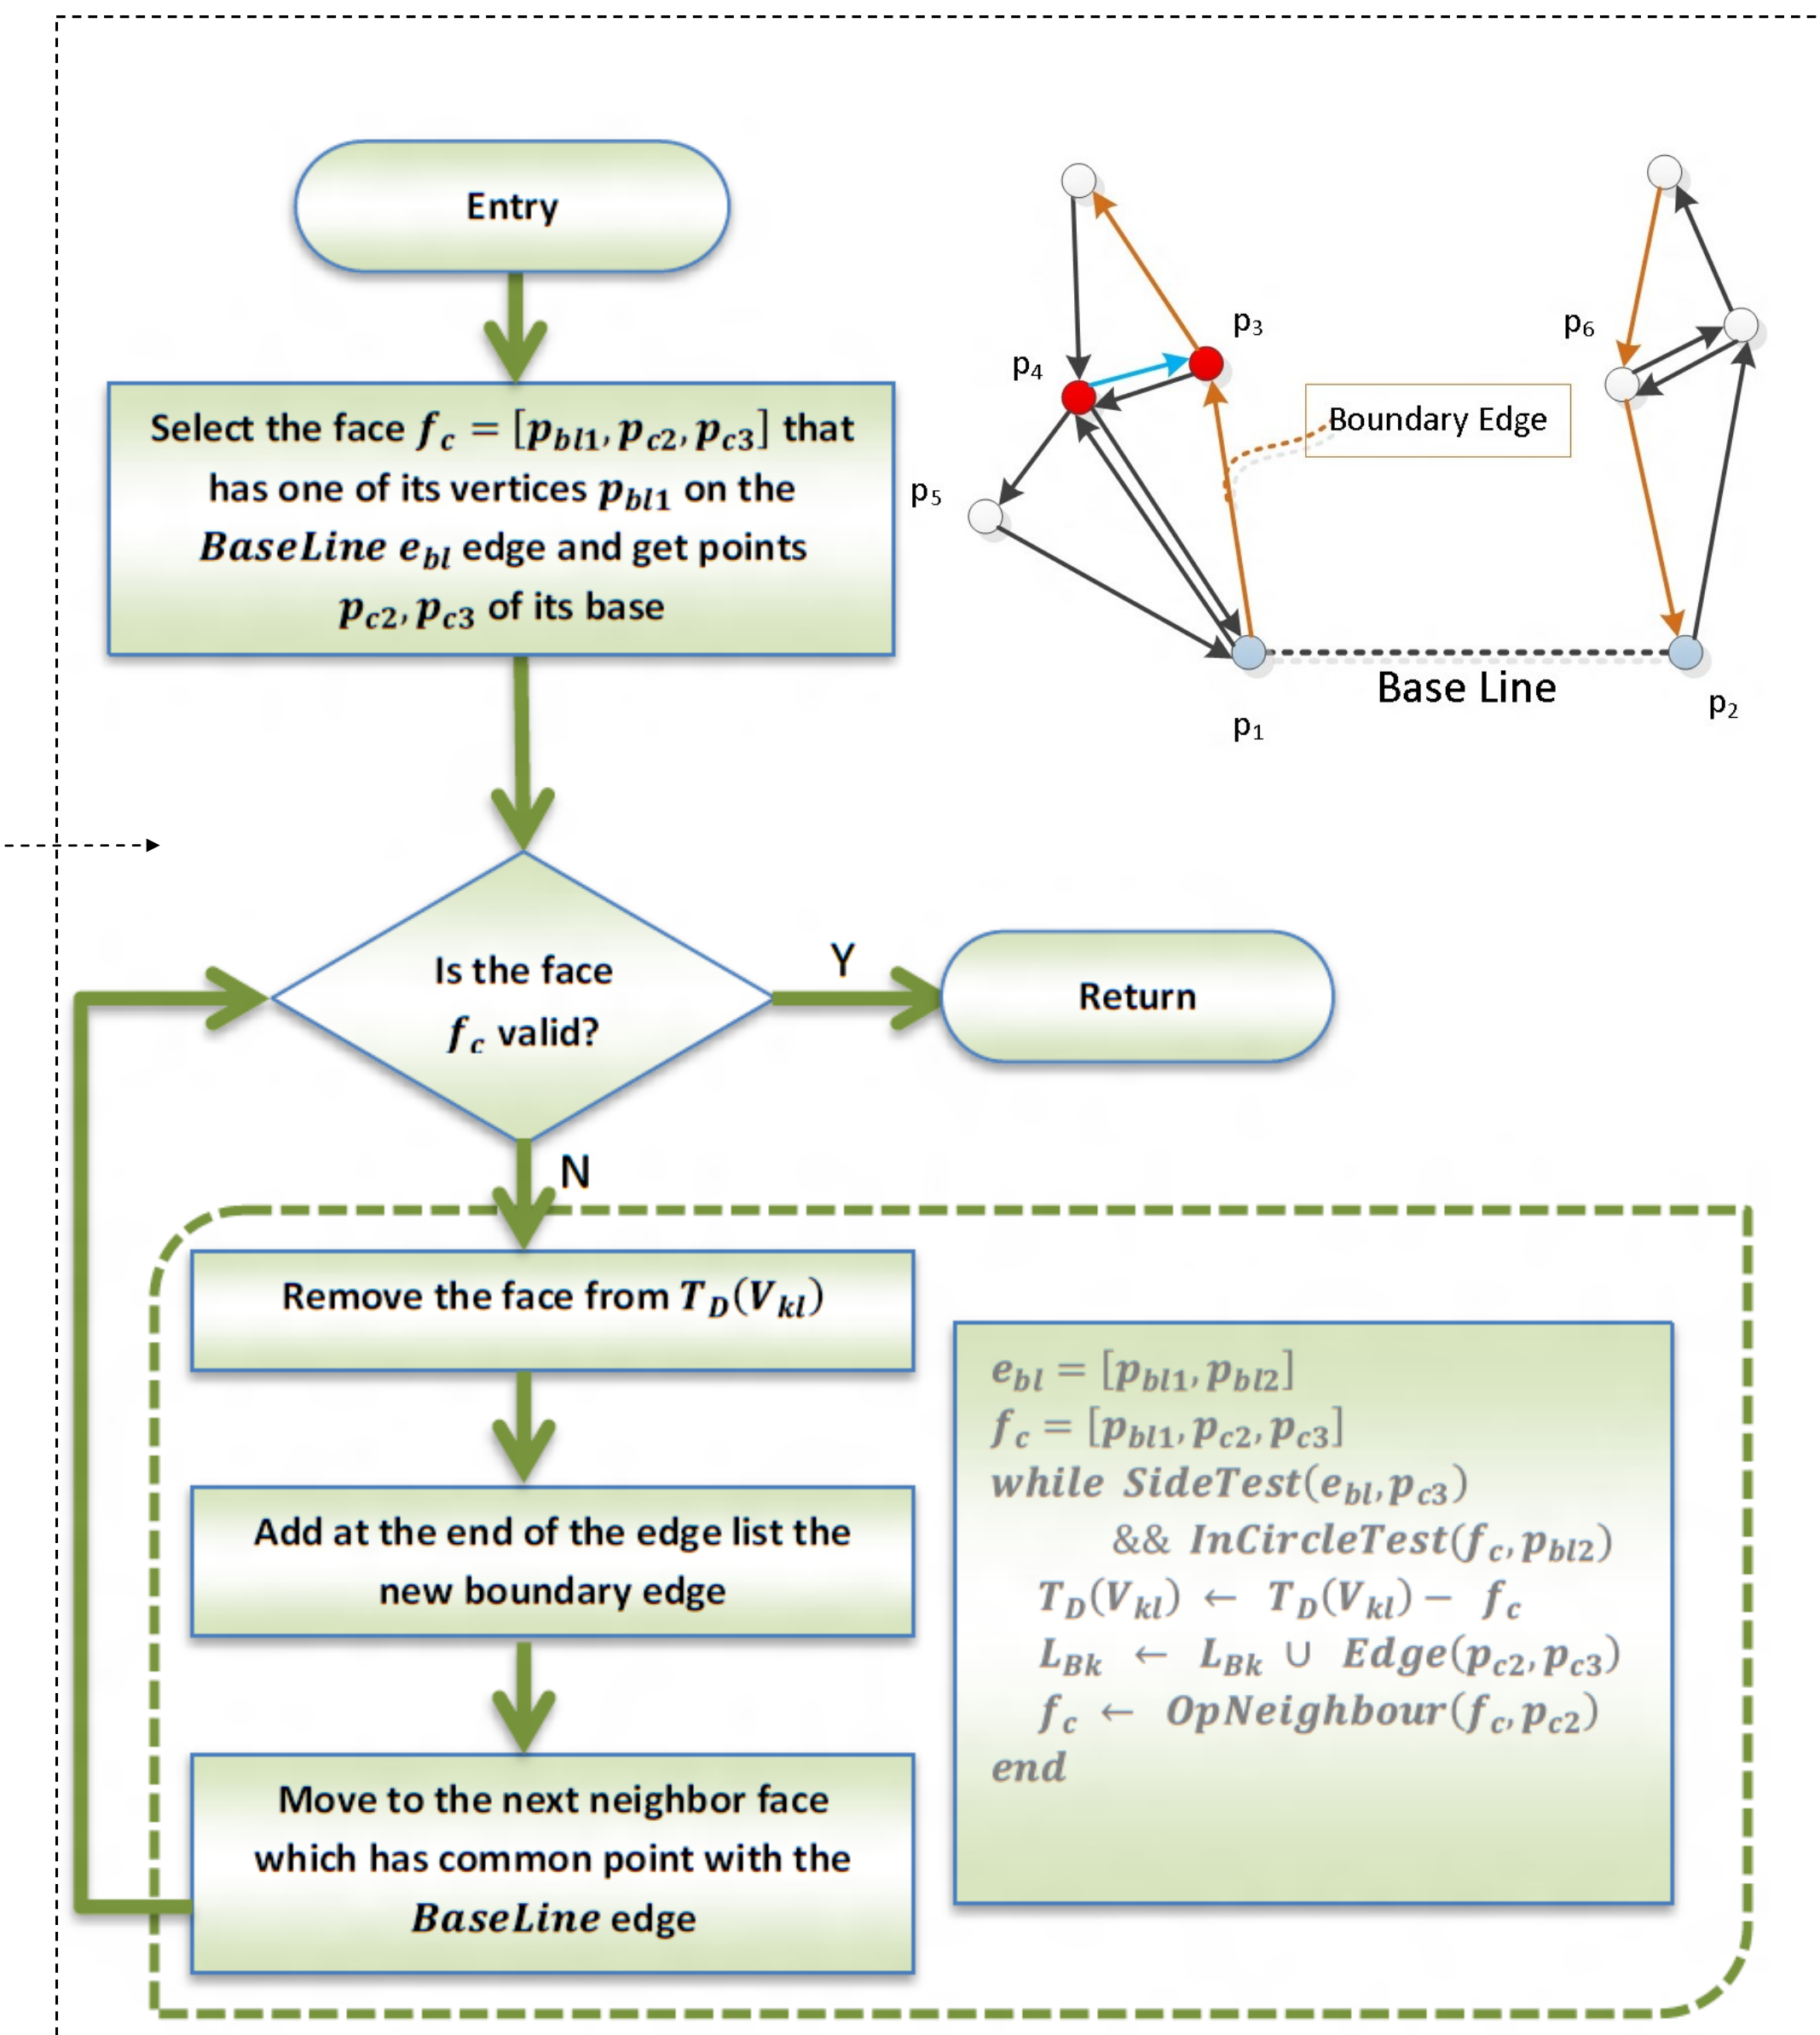 Entry
Select the face f_c = [p_bl1, p_c2, p_c3] that
has one of its vertices p_bl1 on the
BaseLine e_bl edge and get points
p_c2, p_c3 of its base
p₃
p₄
p₅
p₆
Boundary Edge
Base Line
p₁
p₂
Is the face
f_c valid?
Y
Return
N
Remove the face from T_D(V_kl)
Add at the end of the edge list the
new boundary edge
Move to the next neighbor face
which has common point with the
BaseLine edge
e_bl = [p_bl1, p_bl2]
f_c = [p_bl1, p_c2, p_c3]
while SideTest(e_bl, p_c3)
&& InCircleTest(f_c, p_bl2)
T_D(V_kl) ← T_D(V_kl) − f_c
L_Bk ← L_Bk ∪ Edge(p_c2, p_c3)
f_c ← OpNeighbour(f_c, p_c2)
end